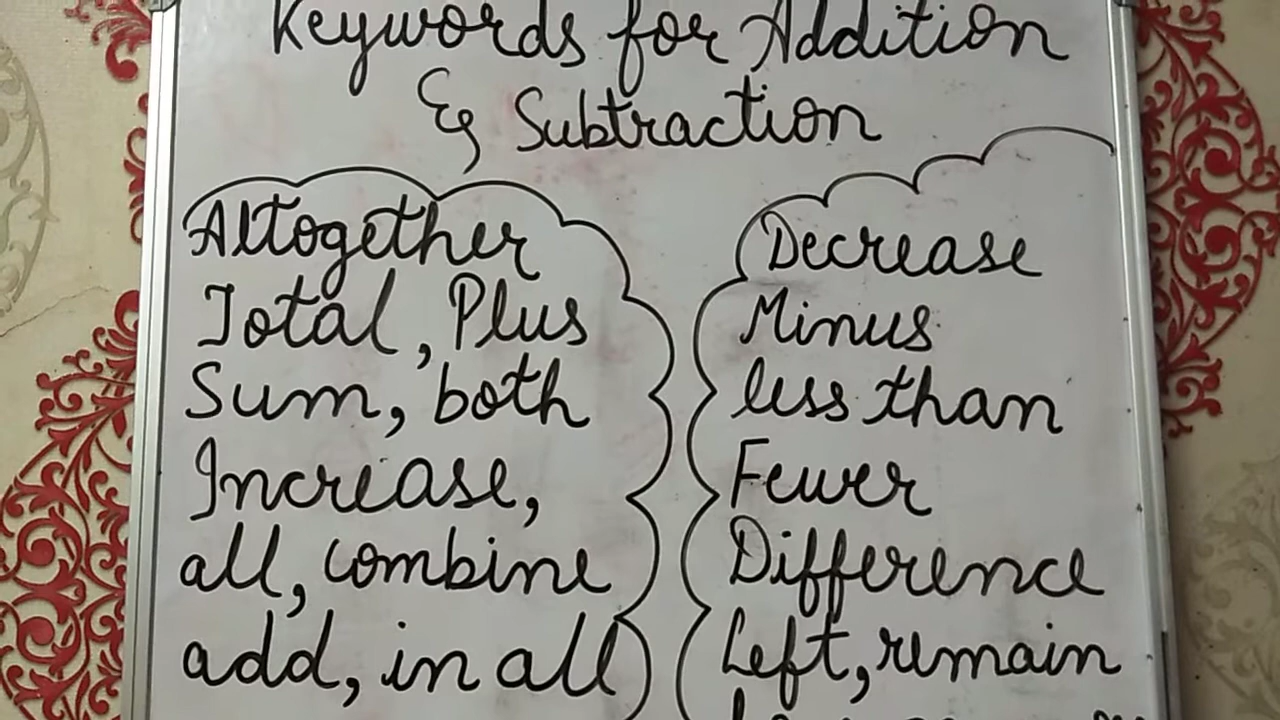 Keywords for Addition
& Subtraction
Altogether
Total, Plus
Sum, both
Increase,
all, combine
add, in all
Decrease
Minus
less than
Fewer
Difference
Left, remain